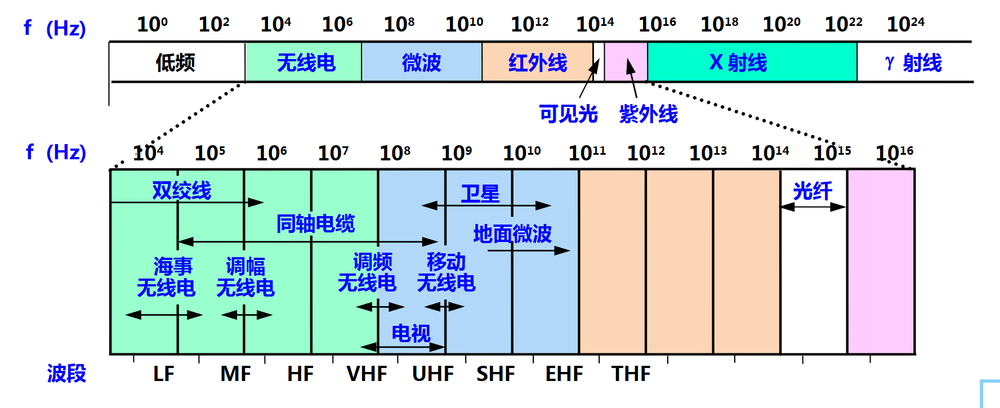 f (Hz) 10⁰ 10² 10⁴ 10⁶ 10⁸ 10¹⁰ 10¹² 10¹⁴ 10¹⁶ 10¹⁸ 10²⁰ 10²² 10²⁴
低频 无线电 微波 红外线 X 射线 γ 射线
可见光 紫外线
f (Hz) 10⁴ 10⁵ 10⁶ 10⁷ 10⁸ 10⁹ 10¹⁰ 10¹¹ 10¹² 10¹³ 10¹⁴ 10¹⁵ 10¹⁶
双绞线 卫星 光纤
同轴电缆 地面微波
海事
无线电
调幅
无线电
调频
无线电
移动
无线电
电视
波段 LF MF HF VHF UHF SHF EHF THF